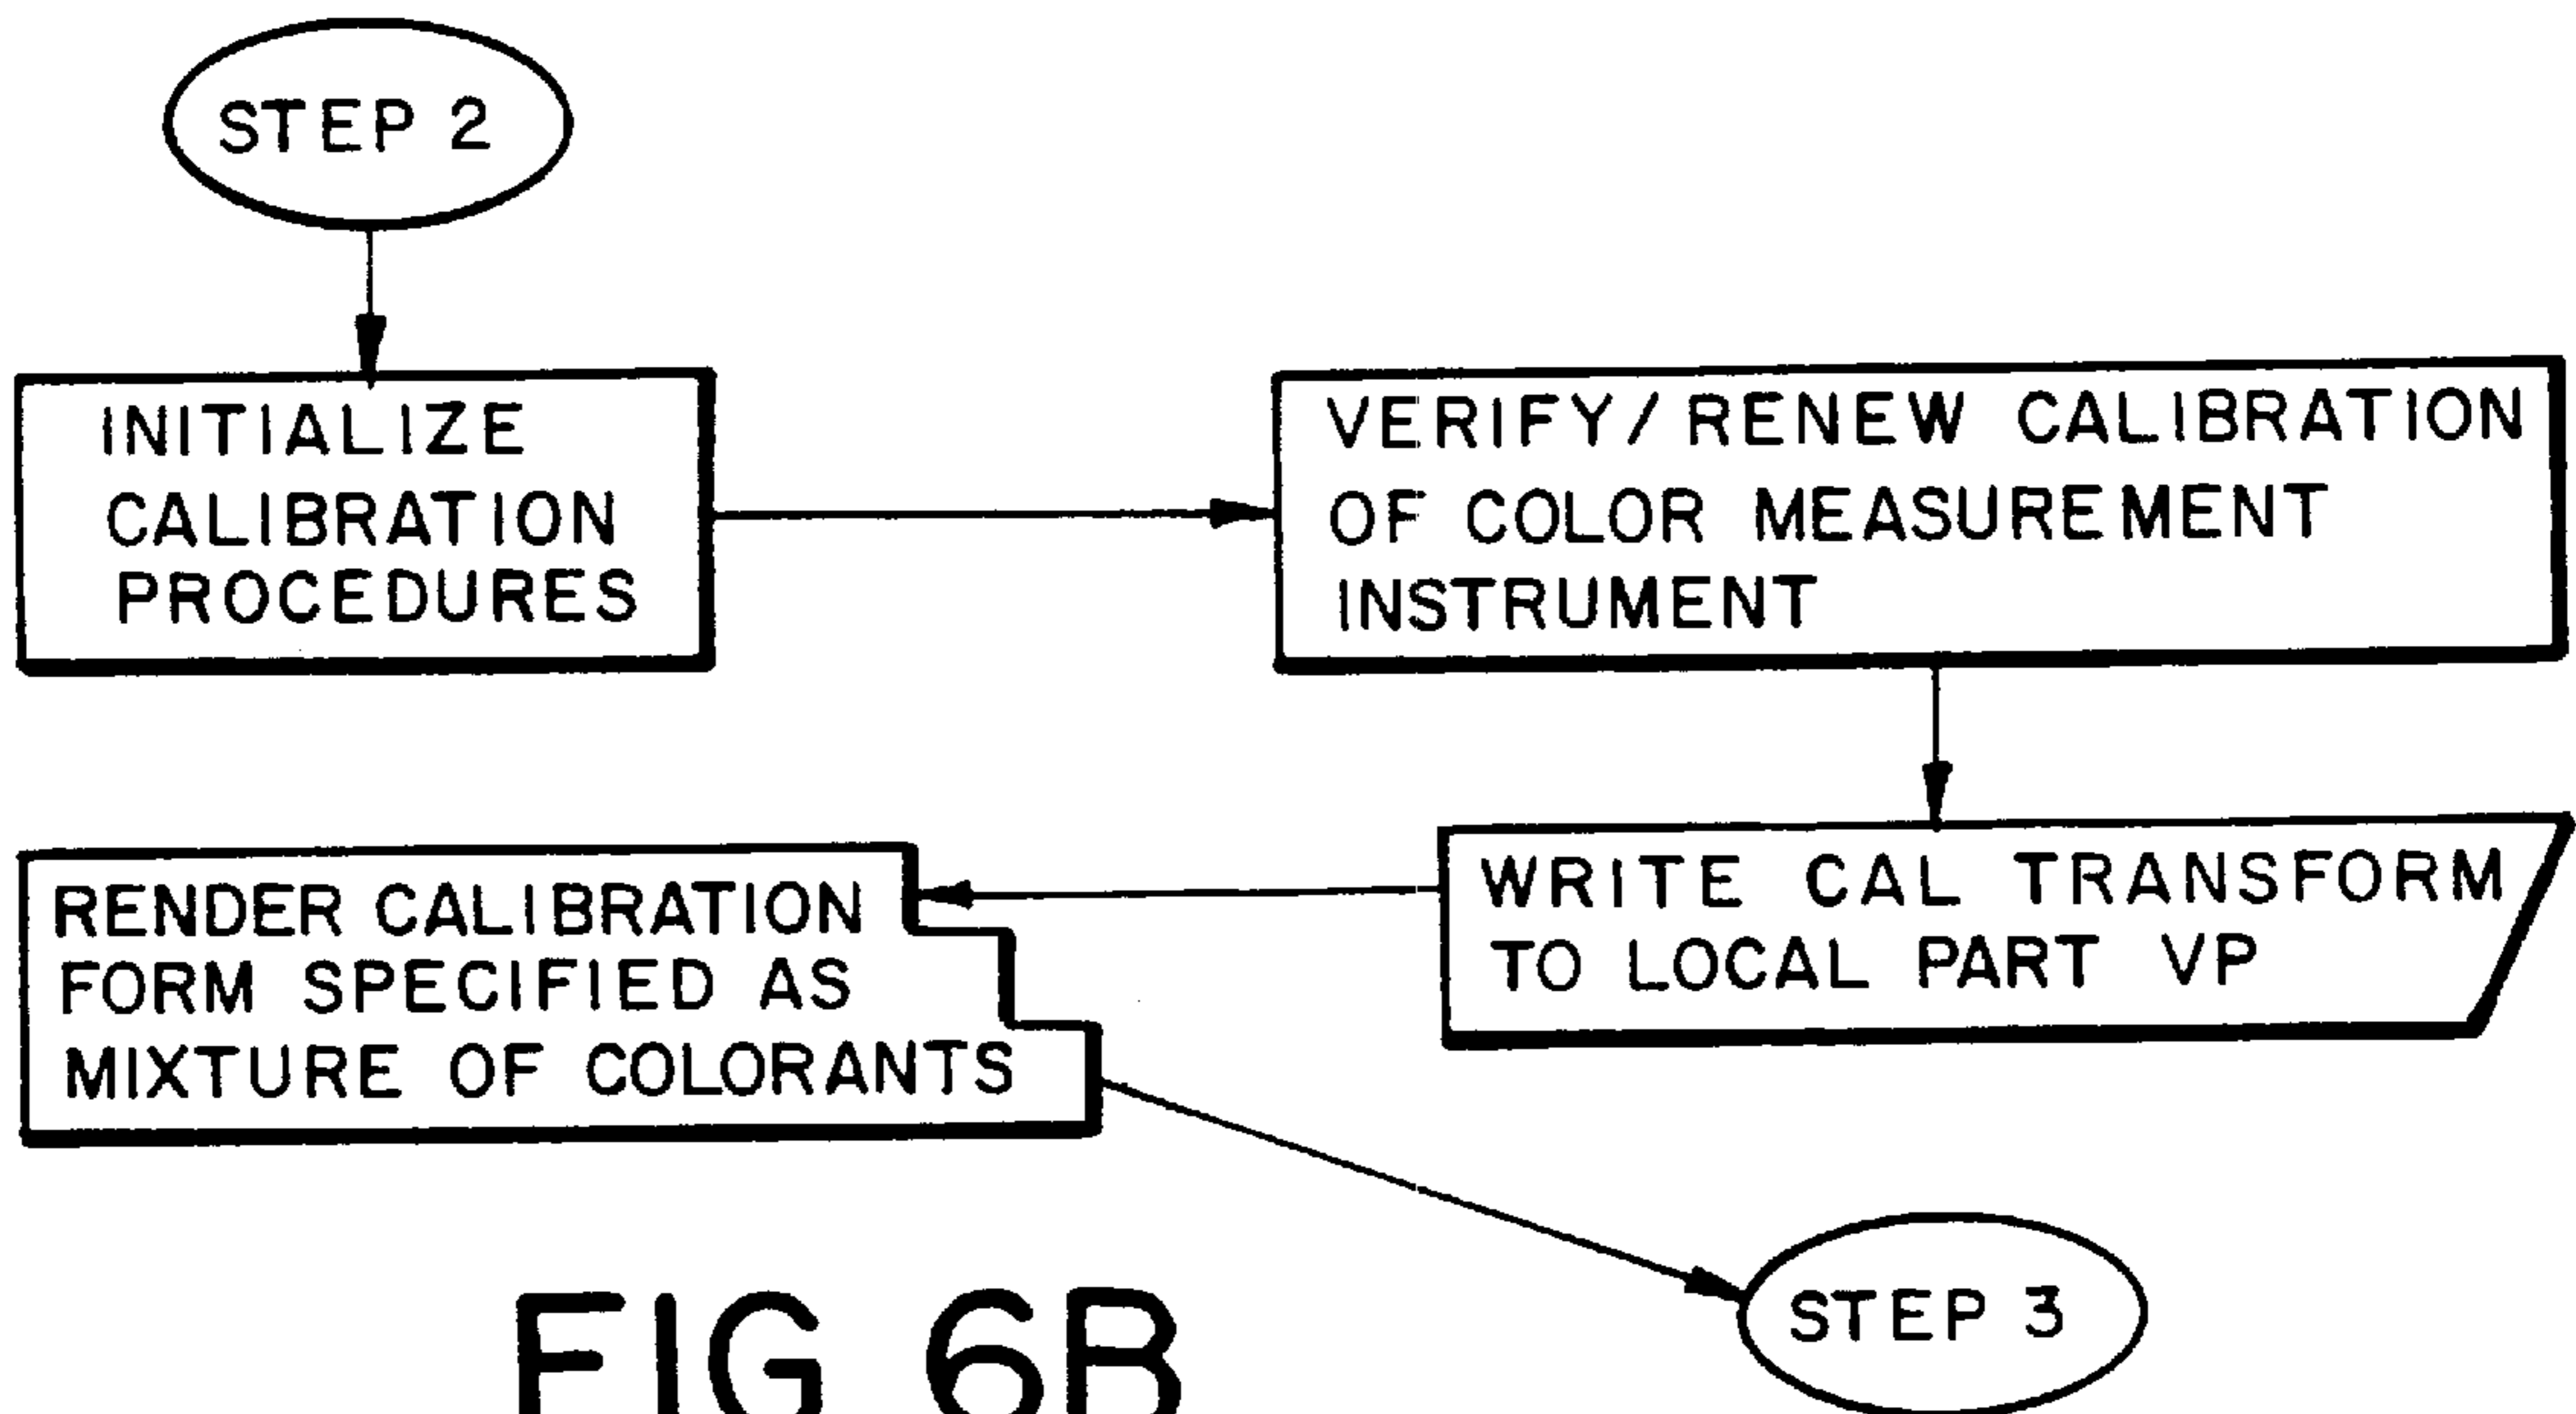 STEP 2
INITIALIZE
CALIBRATION
PROCEDURES
VERIFY/ RENEW CALIBRATION
OF COLOR MEASUREMENT
INSTRUMENT
WRITE CAL TRANSFORM
TO LOCAL PART VP
RENDER CALIBRATION
FORM SPECIFIED AS
MIXTURE OF COLORANTS
STEP 3
FIG 6B